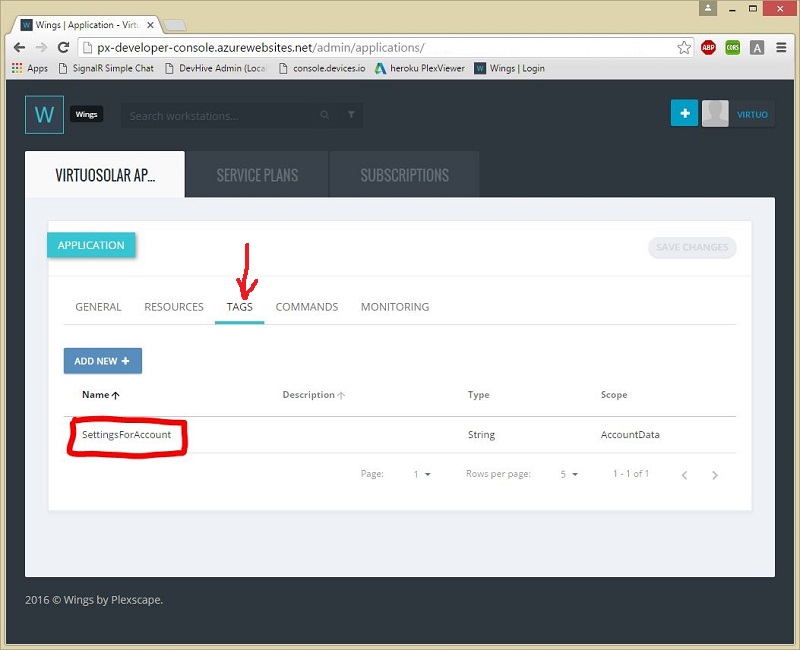 Wings | Application - Virtu
px-developer-console.azurewebsites.net/admin/applications/
ABP
CORS
A
Apps
SignalR Simple Chat
DevHive Admin (Loca
console.devices.io
heroku PlexViewer
Wings | Login
W
Wings
Search workstations...
VIRTUO
VIRTUOSOLAR AP...
SERVICE PLANS
SUBSCRIPTIONS
APPLICATION
SAVE CHANGES
GENERAL
RESOURCES
TAGS
COMMANDS
MONITORING
ADD NEW +
Name
Description
Type
Scope
SettingsForAccount
String
AccountData
Page:
1
Rows per page:
5
1 - 1 of 1
2016 © Wings by Plexscape.